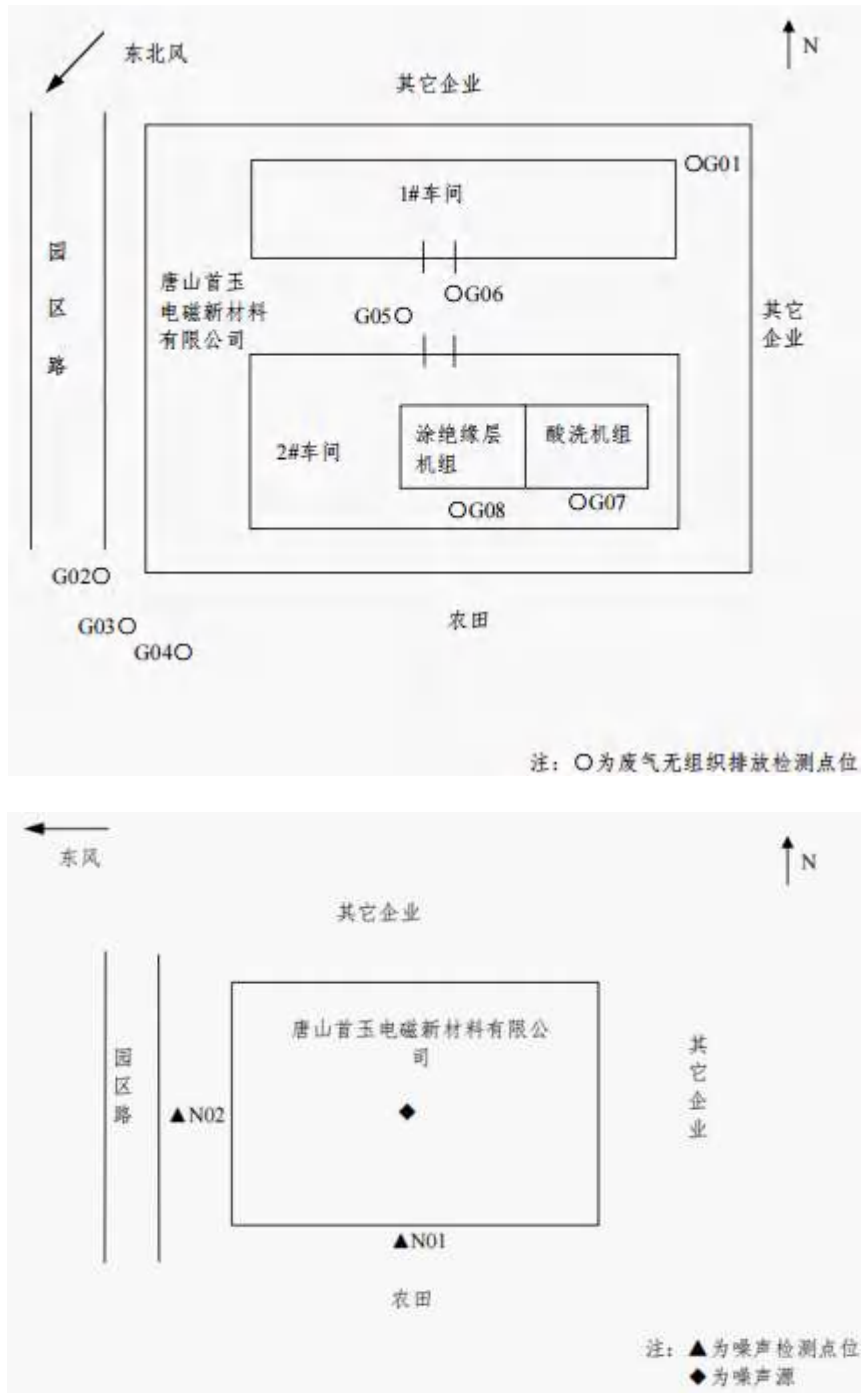 东北风
N
其它企业
G01
1#车间
园
区
路
唐山首玉
电磁新材料
有限公司
G06
G05
其它
企业
2#车间
涂绝缘层
机组
酸洗机组
G08
G07
G02
G03
G04
农田
注：○为废气无组织排放检测点位
东风
N
其它企业
唐山首玉电磁新材料有限公
司
园
区
路
其
它
企
业
▲N02
◆
▲N01
农田
注：▲为噪声检测点位
◆为噪声源